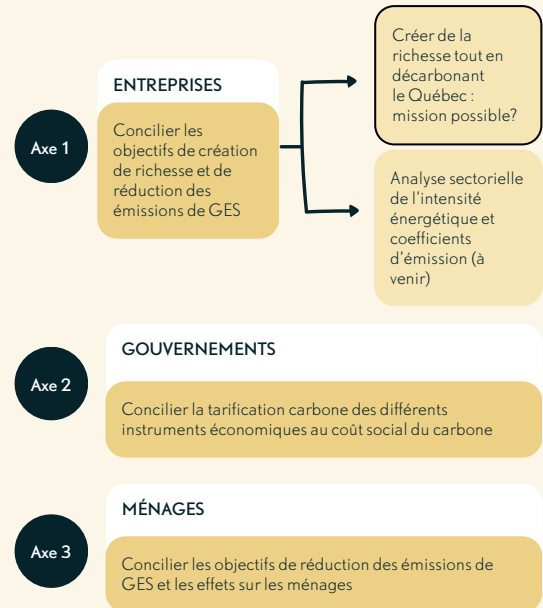 Axe 1
ENTREPRISES
Concilier les
objectifs de création
de richesse et de
réduction des
émissions de GES
Créer de la
richesse tout en
décarbonant
le Québec :
mission possible?
Analyse sectorielle
de l'intensité
énergétique et
coefficients
d'émission (à
venir)
Axe 2
GOUVERNEMENTS
Concilier la tarification carbone des différents
instruments économiques au coût social du carbone
Axe 3
MÉNAGES
Concilier les objectifs de réduction des émissions de
GES et les effets sur les ménages